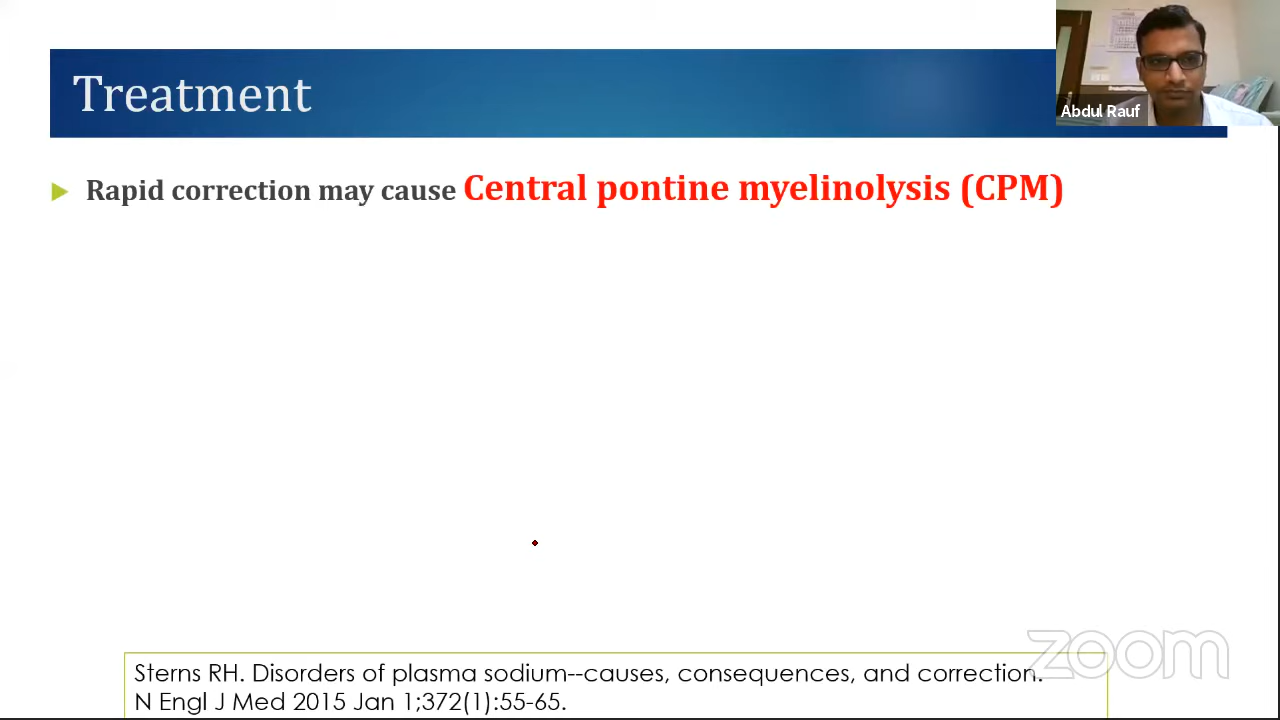 Treatment
Abdul Rauf
Rapid correction may cause Central pontine myelinolysis (CPM)
zoom
Sterns RH. Disorders of plasma sodium--causes, consequences, and correction.
N Engl J Med 2015 Jan 1;372(1):55-65.